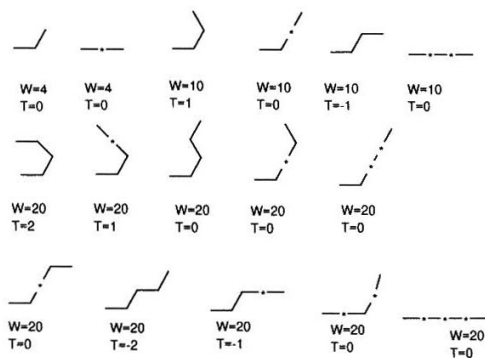 W=4 W=4 W=10 W=10 W=10 W=10
T=0 T=0 T=1 T=0 T=-1 T=0
W=20 W=20 W=20 W=20 W=20
T=2 T=1 T=0 T=0 T=0
W=20 W=20 W=20 W=20 W=20
T=0 T=-2 T=-1 T=0 T=0